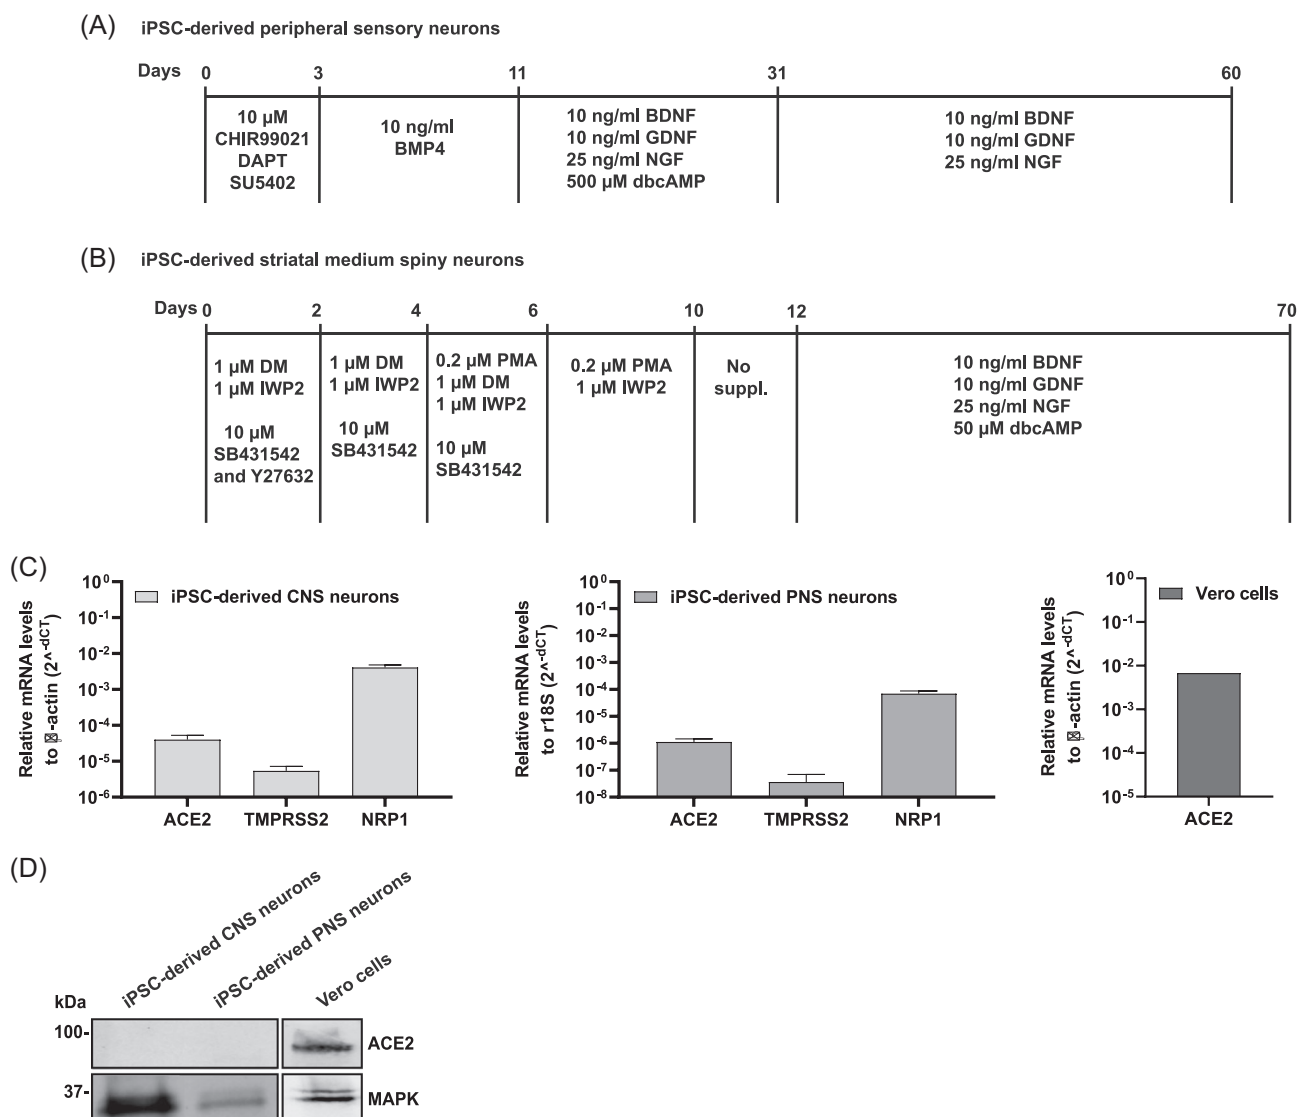 (A) iPSC-derived peripheral sensory neurons
Days 0 3 11 31 60
10 µM
CHIR99021
DAPT
SU5402
10 ng/ml
BMP4
10 ng/ml BDNF
10 ng/ml GDNF
25 ng/ml NGF
500 µM dbcAMP
10 ng/ml BDNF
10 ng/ml GDNF
25 ng/ml NGF
(B) iPSC-derived striatal medium spiny neurons
Days 0 2 4 6 10 12 70
1 µM DM
1 µM IWP2
10 µM
SB431542
and Y27632
1 µM DM
1 µM IWP2
10 µM
SB431542
0.2 µM PMA
1 µM DM
1 µM IWP2
10 µM
SB431542
0.2 µM PMA
1 µM IWP2
No
suppl.
10 ng/ml BDNF
10 ng/ml GDNF
25 ng/ml NGF
50 µM dbcAMP
(C)
Relative mRNA levels
to -actin (2^-dCT)
10^0
10^-1
10^-2
10^-3
10^-4
10^-5
10^-6
iPSC-derived CNS neurons
ACE2 TMPRSS2 NRP1
Relative mRNA levels
to r18S (2^-dCT)
10^0
10^-1
10^-2
10^-3
10^-4
10^-5
10^-6
10^-7
10^-8
iPSC-derived PNS neurons
ACE2 TMPRSS2 NRP1
Relative mRNA levels
to -actin (2^-dCT)
10^0
10^-1
10^-2
10^-3
10^-4
10^-5
Vero cells
ACE2
(D)
iPSC-derived CNS neurons
iPSC-derived PNS neurons
Vero cells
kDa
100-
ACE2
37-
MAPK